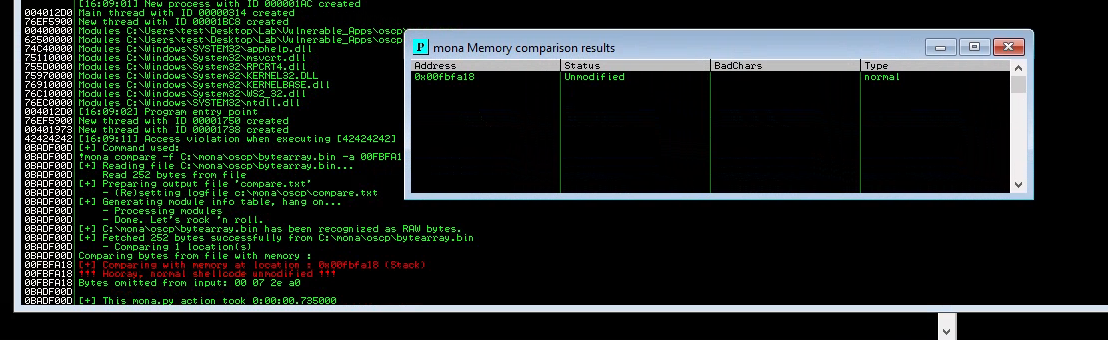 [16:09:01] New process with ID 000001AC created
004012D0 Main thread with ID 00000314 created
76EF5900 New thread with ID 00001BC8 created
00400000 Modules C:\Users\test\Desktop\Lab\Vulnerable_Apps\oscp\
62500000 Modules C:\Users\test\Desktop\Lab\Vulnerable_Apps\oscp\
74C40000 Modules C:\Windows\SYSTEM32\apphelp.dll
75110000 Modules C:\Windows\System32\msvcrt.dll
755D0000 Modules C:\Windows\System32\RPCRT4.dll
75970000 Modules C:\Windows\System32\KERNEL32.DLL
76910000 Modules C:\Windows\System32\KERNELBASE.dll
76C10000 Modules C:\Windows\System32\WS2_32.dll
76EC0000 Modules C:\Windows\SYSTEM32\ntdll.dll
004012D0 [16:09:02] Program entry point
76EF5900 New thread with ID 00001750 created
00401973 New thread with ID 00001738 created
42424242 [16:09:11] Access violation when executing [42424242]
0BADF00D [+] Command used:
0BADF00D !mona compare -f C:\mona\oscp\bytearray.bin -a 00FBFA1
0BADF00D [+] Reading file C:\mona\oscp\bytearray.bin...
0BADF00D Read 252 bytes from file
0BADF00D [+] Preparing output file 'compare.txt'
0BADF00D - (Re)setting logfile c:\mona\oscp\compare.txt
0BADF00D [+] Generating module info table, hang on...
0BADF00D - Processing modules
0BADF00D - Done. Let's rock 'n roll.
0BADF00D [+] C:\mona\oscp\bytearray.bin has been recognized as RAW bytes.
0BADF00D [+] Fetched 252 bytes successfully from C:\mona\oscp\bytearray.bin
0BADF00D - Comparing 1 location(s)
0BADF00D Comparing bytes from file with memory :
00FBFA18 [+] Comparing with memory at location : 0x00fbfa18 (Stack)
00FBFA18 !!! Hooray, normal shellcode unmodified !!!
00FBFA18 Bytes omitted from input: 00 07 2e a0
0BADF00D
0BADF00D [+] This mona.py action took 0:00:00.735000
P mona Memory comparison results
Address Status BadChars Type
0x00fbfa18 Unmodified normal